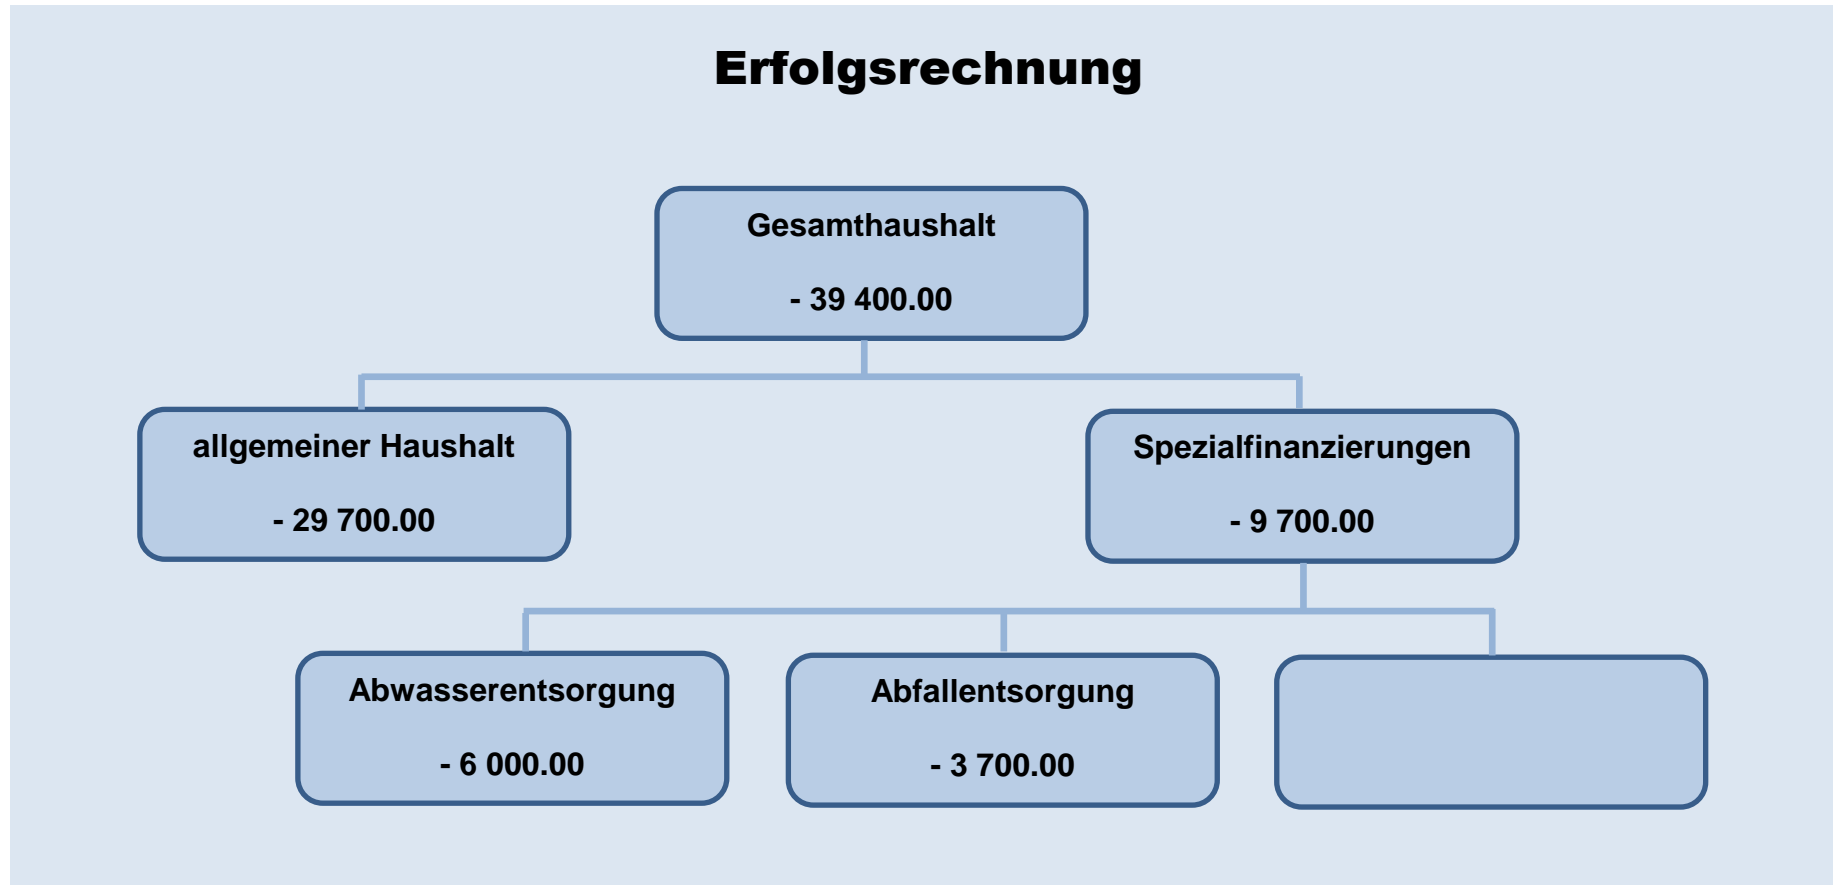 Erfolgsrechnung
Gesamthaushalt
- 39 400.00
allgemeiner Haushalt
- 29 700.00
Spezialfinanzierungen
- 9 700.00
Abwasserentsorgung
- 6 000.00
Abfallentsorgung
- 3 700.00